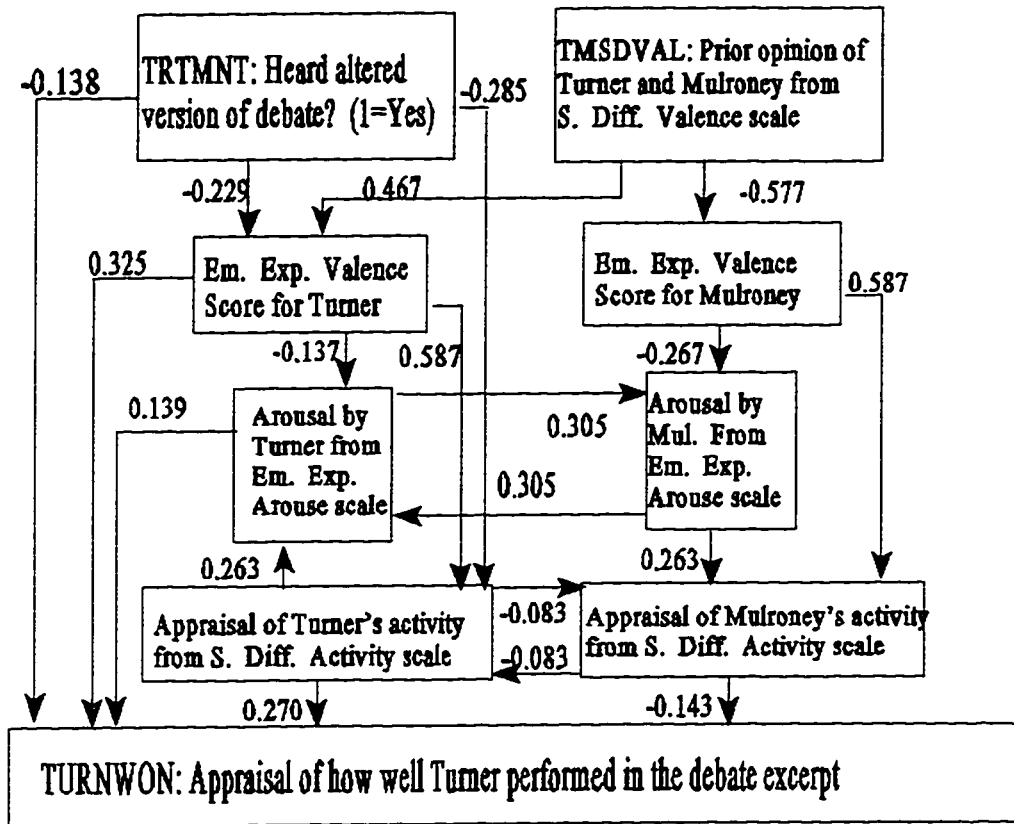 TRTMNT: Heard altered
version of debate? (1=Yes)
TMSDVAL: Prior opinion of
Turner and Mulroney from
S. Diff. Valence scale
-0.138
-0.285
-0.229
0.467
-0.577
0.325
Em. Exp. Valence
Score for Turner
Em. Exp. Valence
Score for Mulroney
0.587
-0.137
0.587
-0.267
0.139
Arousal by
Turner from
Em. Exp.
Arouse scale
0.305
0.305
Arousal by
Mul. From
Em. Exp.
Arouse scale
0.263
0.263
Appraisal of Turner's activity
from S. Diff. Activity scale
-0.083
-0.083
Appraisal of Mulroney's activity
from S. Diff. Activity scale
0.270
-0.143
TURNWON: Appraisal of how well Turner performed in the debate excerpt